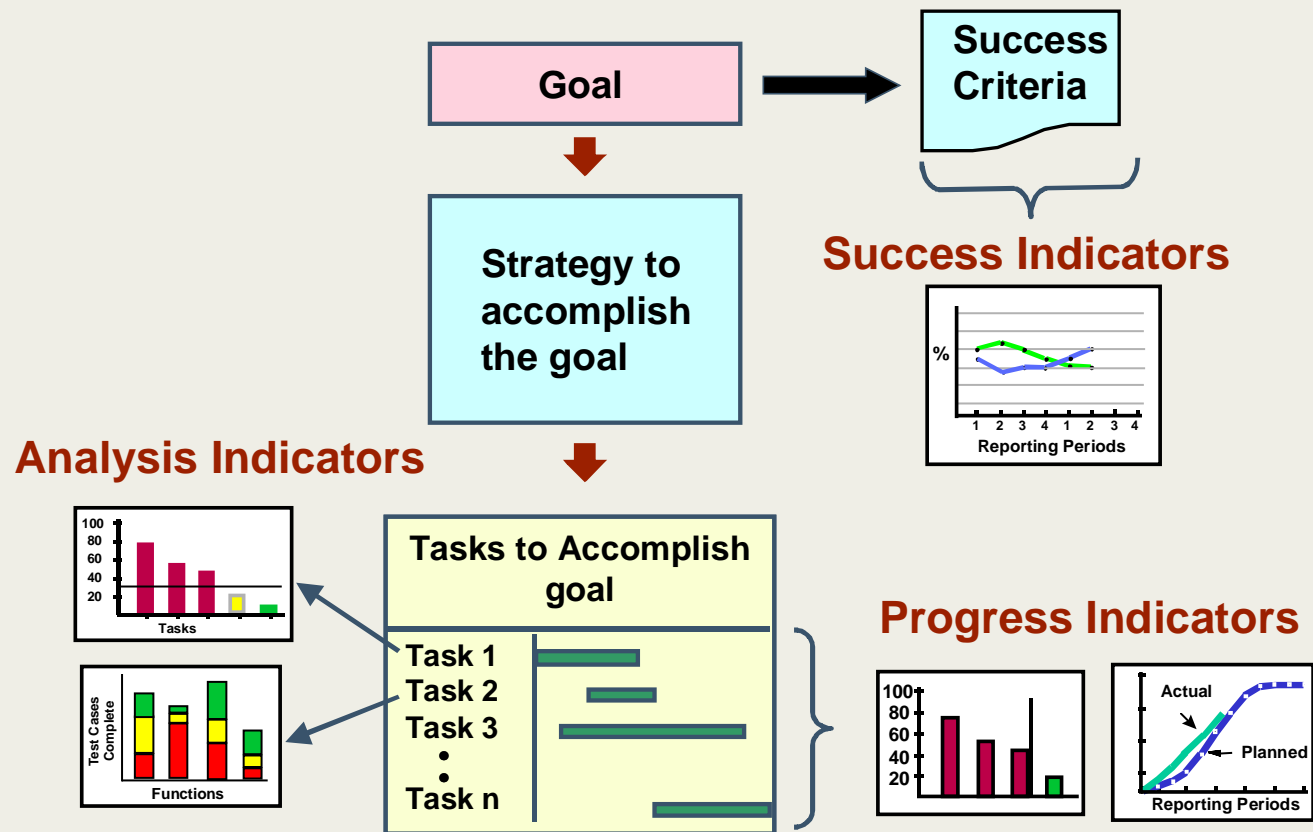 Goal
Success
Criteria
Strategy to
accomplish
the goal
Success Indicators
%
1 2 3 4 1 2 3 4
Reporting Periods
Analysis Indicators
100
80
60
40
20
Tasks
Test Cases
Complete
Functions
Tasks to Accomplish
goal
Task 1
Task 2
Task 3
Task n
Progress Indicators
100
80
60
40
20
Actual
Planned
Reporting Periods